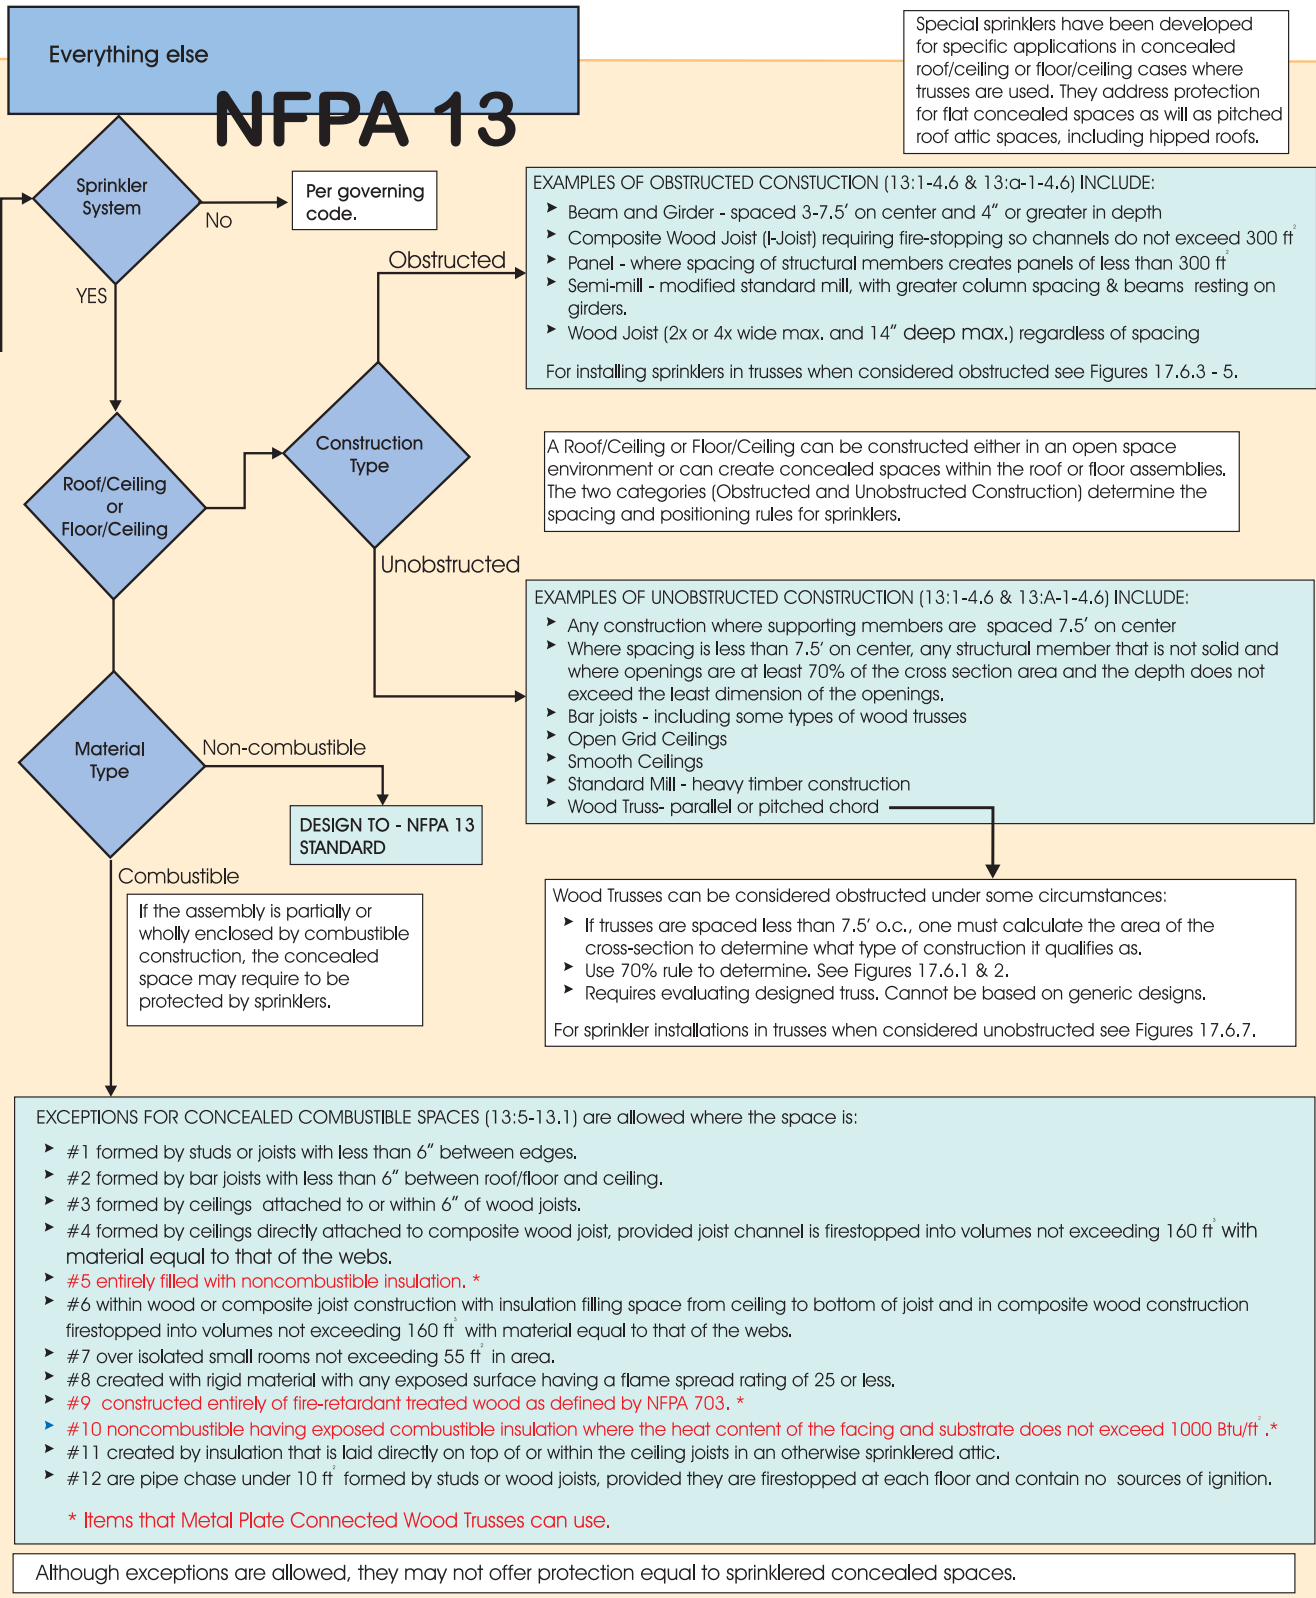 Everything else
NFPA 13
Special sprinklers have been developed
for specific applications in concealed
roof/ceiling or floor/ceiling cases where
trusses are used. They address protection
for flat concealed spaces as will as pitched
roof attic spaces, including hipped roofs.
Sprinkler
System
No
Per governing
code.
YES
Obstructed
EXAMPLES OF OBSTRUCTED CONSTUCTION (13:1-4.6 & 13:a-1-4.6) INCLUDE:
➤ Beam and Girder - spaced 3-7.5' on center and 4" or greater in depth
➤ Composite Wood Joist (I-Joist) requiring fire-stopping so channels do not exceed 300 ft²
➤ Panel - where spacing of structural members creates panels of less than 300 ft²
➤ Semi-mill - modified standard mill, with greater column spacing & beams resting on
girders.
➤ Wood Joist (2x or 4x wide max. and 14" deep max.) regardless of spacing
For installing sprinklers in trusses when considered obstructed see Figures 17.6.3 - 5.
Construction
Type
Roof/Ceiling
or
Floor/Ceiling
A Roof/Ceiling or Floor/Ceiling can be constructed either in an open space
environment or can create concealed spaces within the roof or floor assemblies.
The two categories (Obstructed and Unobstructed Construction) determine the
spacing and positioning rules for sprinklers.
Unobstructed
EXAMPLES OF UNOBSTRUCTED CONSTRUCTION (13:1-4.6 & 13:A-1-4.6) INCLUDE:
➤ Any construction where supporting members are spaced 7.5' on center
➤ Where spacing is less than 7.5' on center, any structural member that is not solid and
where openings are at least 70% of the cross section area and the depth does not
exceed the least dimension of the openings.
➤ Bar joists - including some types of wood trusses
➤ Open Grid Ceilings
➤ Smooth Ceilings
➤ Standard Mill - heavy timber construction
➤ Wood Truss- parallel or pitched chord
Material
Type
Non-combustible
DESIGN TO - NFPA 13
STANDARD
Combustible
If the assembly is partially or
wholly enclosed by combustible
construction, the concealed
space may require to be
protected by sprinklers.
Wood Trusses can be considered obstructed under some circumstances:
➤ If trusses are spaced less than 7.5' o.c., one must calculate the area of the
cross-section to determine what type of construction it qualifies as.
➤ Use 70% rule to determine. See Figures 17.6.1 & 2.
➤ Requires evaluating designed truss. Cannot be based on generic designs.
For sprinkler installations in trusses when considered unobstructed see Figures 17.6.7.
EXCEPTIONS FOR CONCEALED COMBUSTIBLE SPACES (13:5-13.1) are allowed where the space is:
➤ #1 formed by studs or joists with less than 6" between edges.
➤ #2 formed by bar joists with less than 6" between roof/floor and ceiling.
➤ #3 formed by ceilings attached to or within 6" of wood joists.
➤ #4 formed by ceilings directly attached to composite wood joist, provided joist channel is firestopped into volumes not exceeding 160 ft³ with
material equal to that of the webs.
➤ #5 entirely filled with noncombustible insulation. *
➤ #6 within wood or composite joist construction with insulation filling space from ceiling to bottom of joist and in composite wood construction
firestopped into volumes not exceeding 160 ft³ with material equal to that of the webs.
➤ #7 over isolated small rooms not exceeding 55 ft² in area.
➤ #8 created with rigid material with any exposed surface having a flame spread rating of 25 or less.
➤ #9 constructed entirely of fire-retardant treated wood as defined by NFPA 703. *
➤ #10 noncombustible having exposed combustible insulation where the heat content of the facing and substrate does not exceed 1000 Btu/ft² .*
➤ #11 created by insulation that is laid directly on top of or within the ceiling joists in an otherwise sprinklered attic.
➤ #12 are pipe chase under 10 ft² formed by studs or wood joists, provided they are firestopped at each floor and contain no sources of ignition.
* Items that Metal Plate Connected Wood Trusses can use.
Although exceptions are allowed, they may not offer protection equal to sprinklered concealed spaces.